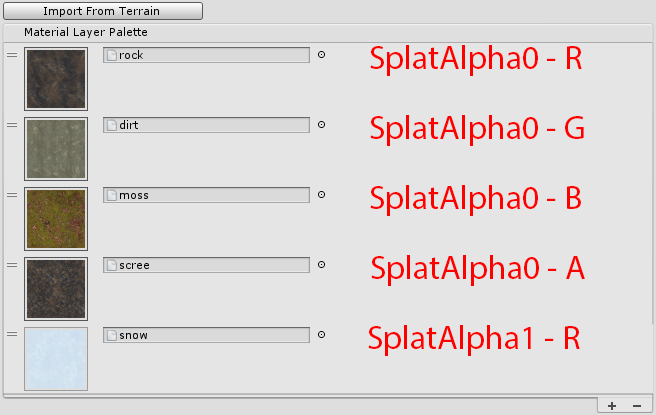 Import From Terrain
Material Layer Palette
rock SplatAlpha0 - R
dirt SplatAlpha0 - G
moss SplatAlpha0 - B
scree SplatAlpha0 - A
snow SplatAlpha1 - R